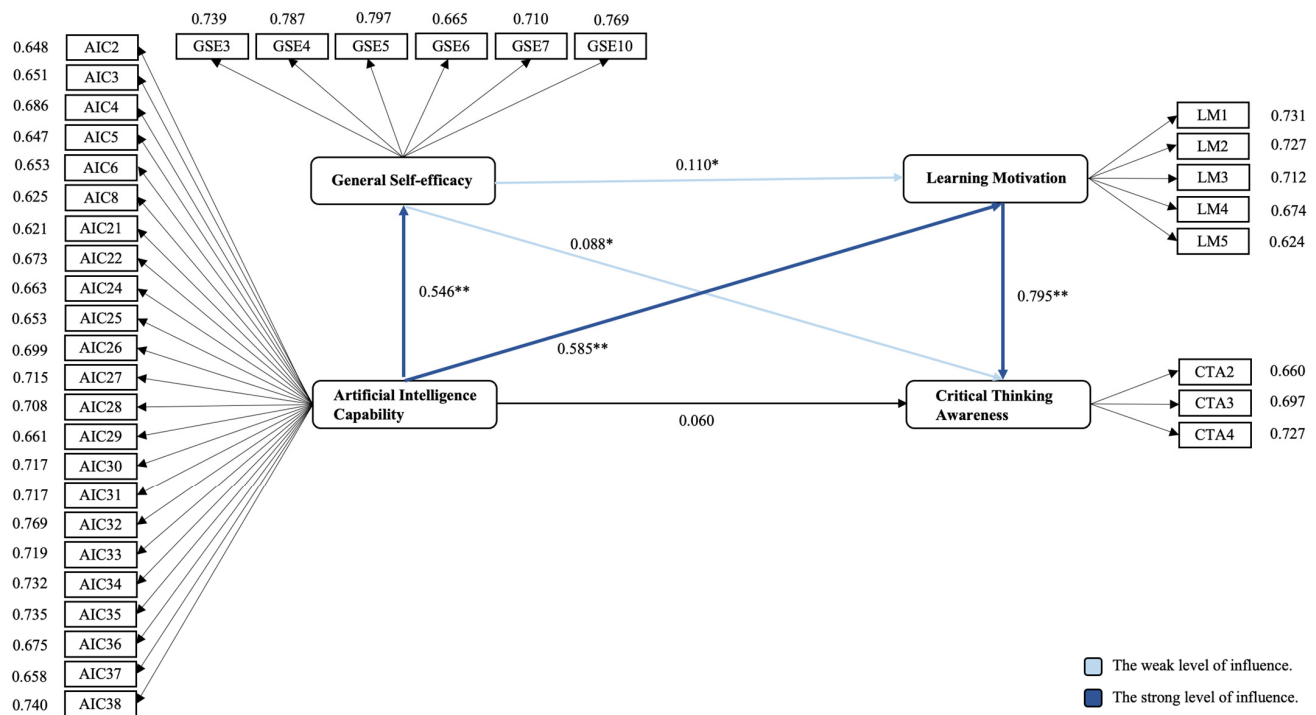 0.739 0.787 0.797 0.665 0.710 0.769
GSE3 GSE4 GSE5 GSE6 GSE7 GSE10
0.648 AIC2
0.651 AIC3
0.686 AIC4
0.647 AIC5
0.653 AIC6
0.625 AIC8
0.621 AIC21
0.673 AIC22
0.663 AIC24
0.653 AIC25
0.699 AIC26
0.715 AIC27
0.708 AIC28
0.661 AIC29
0.717 AIC30
0.717 AIC31
0.769 AIC32
0.719 AIC33
0.732 AIC34
0.735 AIC35
0.675 AIC36
0.658 AIC37
0.740 AIC38
General Self-efficacy
0.110*
Learning Motivation
LM1 0.731
LM2 0.727
LM3 0.712
LM4 0.674
LM5 0.624
0.088*
0.546**
0.585**
0.795**
Artificial Intelligence
Capability
0.060
Critical Thinking
Awareness
CTA2 0.660
CTA3 0.697
CTA4 0.727
The weak level of influence.
The strong level of influence.